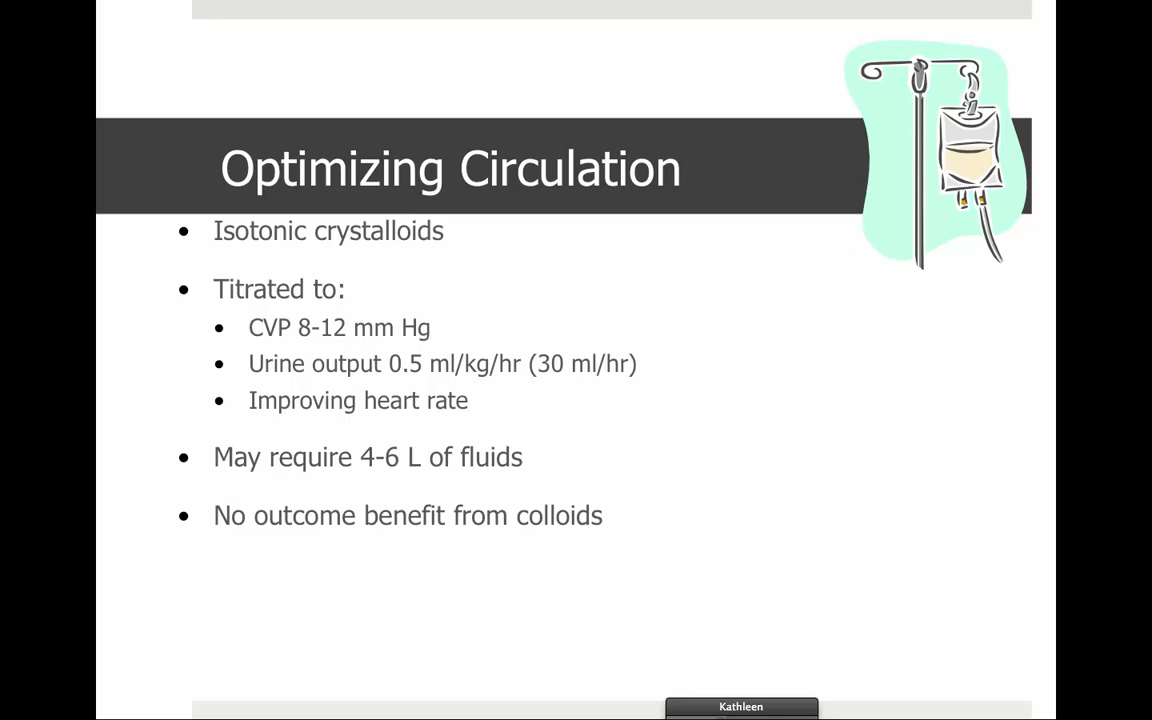 Optimizing Circulation
• Isotonic crystalloids
• Titrated to:
• CVP 8-12 mm Hg
• Urine output 0.5 ml/kg/hr (30 ml/hr)
• Improving heart rate
• May require 4-6 L of fluids
• No outcome benefit from colloids
Kathleen